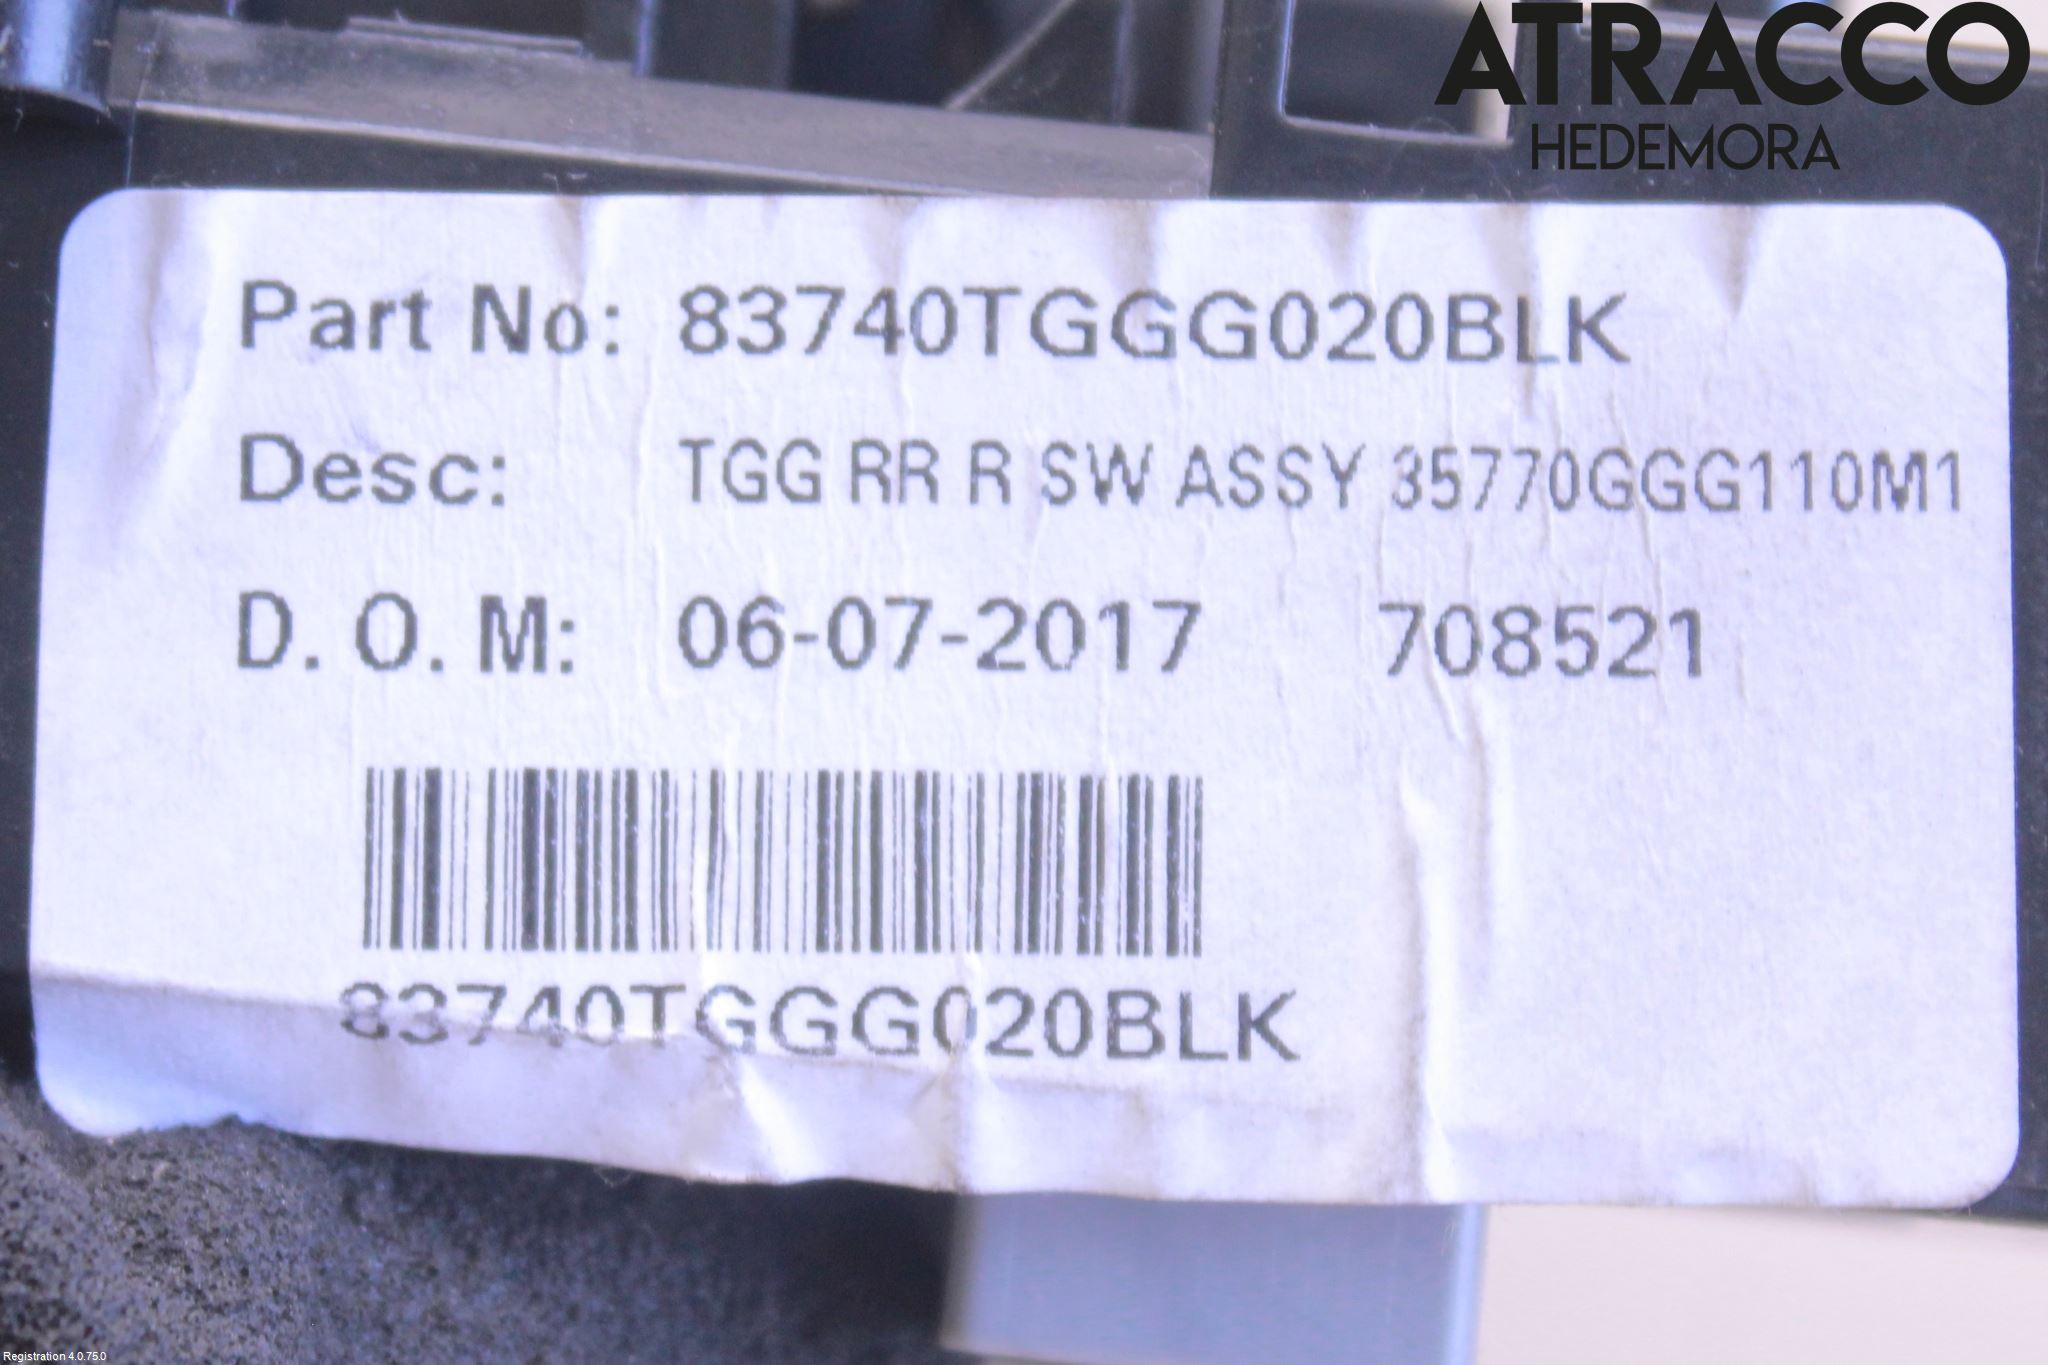 ATRACCO
HEDEMORA
Part No: 83740TGGG020BLK
Desc: TGG RR R SW ASSY 35770GGG110M1
D. O. M: 06-07-2017 708521
83740TGGG020BLK
Registration 4.0.75.0